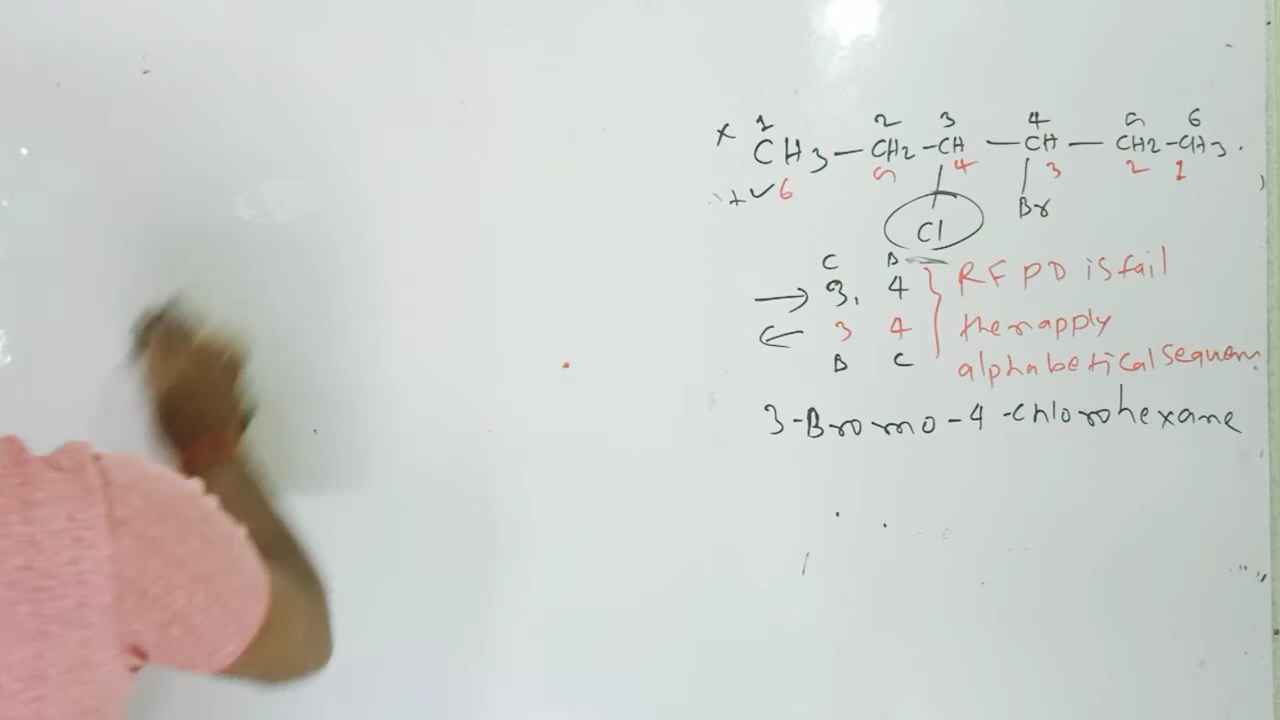 x 1 2 3 4 5 6
CH3-CH2-CH-CH-CH2-CH3.
✓ 6 5 4 3 2 1
Cl Br
C B
→ 3, 4 } RFPD is fail
← 3 4 then apply
B C alphabetical sequen
3-Bromo-4-chlorohexane